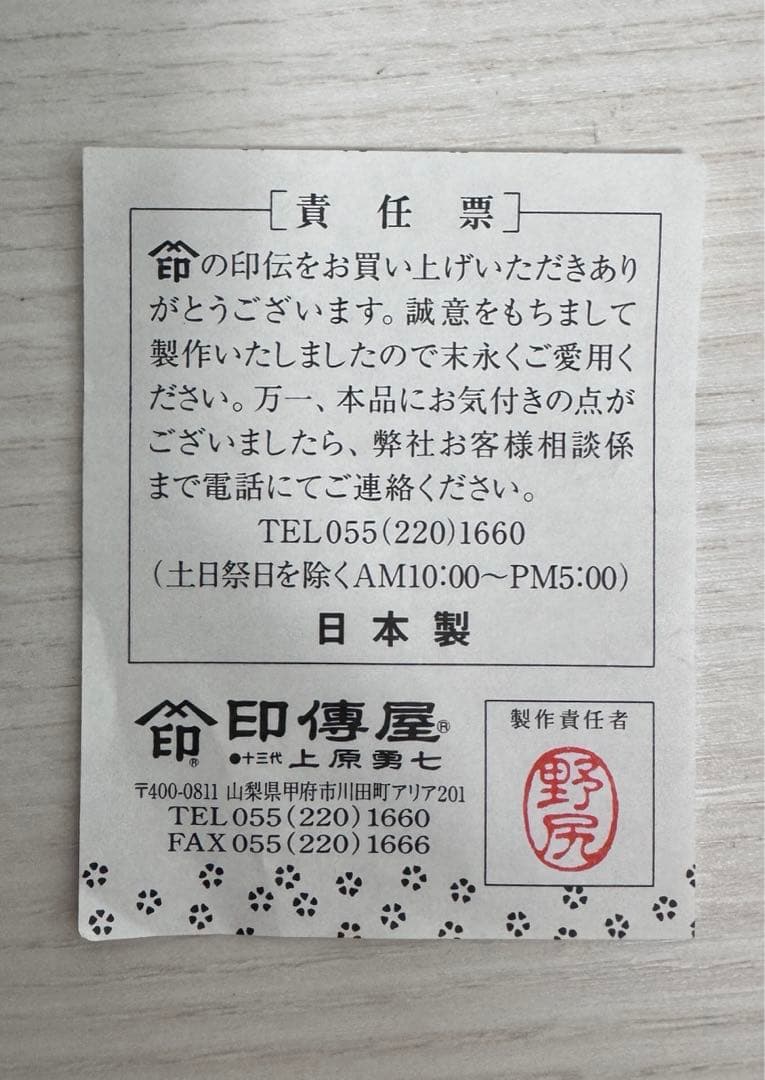 責任票
印の印伝をお買い上げいただきあり
がとうございます。誠意をもちまして
製作いたしましたので末永くご愛用く
ださい。万一、本品にお気付きの点が
ございましたら、弊社お客様相談係
まで電話にてご連絡ください。
TEL055(220)1660
(土日祭日を除くAM10:00〜PM5:00)
日本製
印® 印傳屋®
●十三代 上原勇七
〒400-0811 山梨県甲府市川田町アリア201
TEL055(220)1660
FAX055(220)1666
製作責任者
野尻